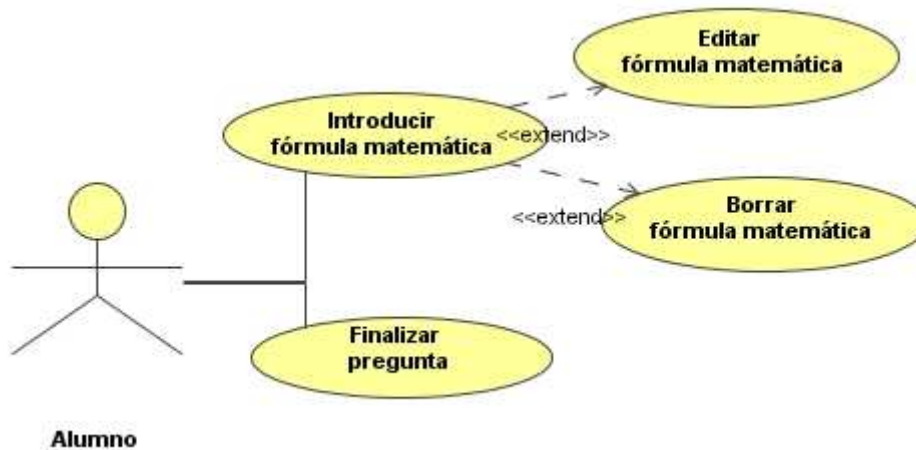 Editar
fórmula matemática
Introducir
fórmula matemática
<<extend>>
<<extend>>
Borrar
fórmula matemática
Finalizar
pregunta
Alumno